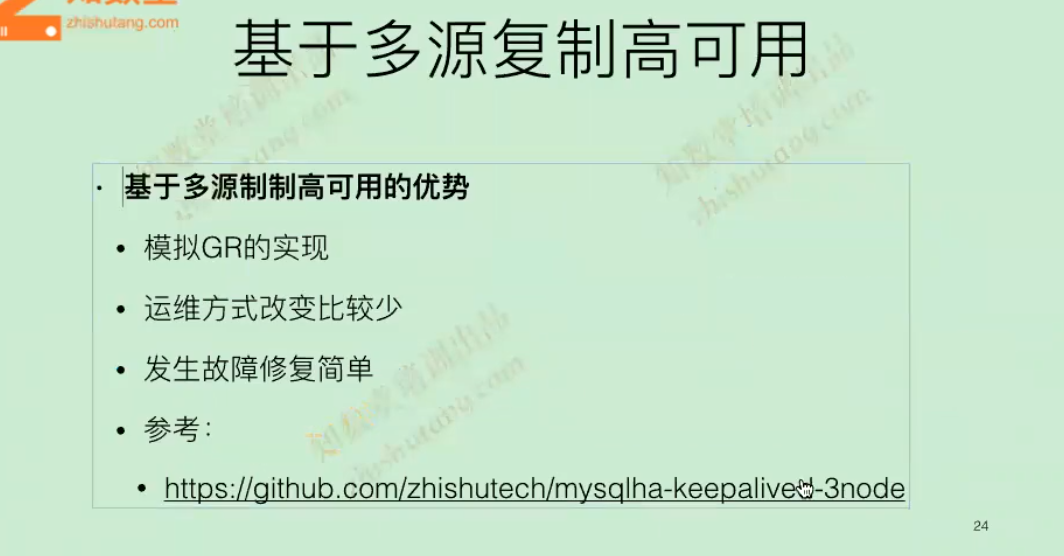 zhishutang.com
基于多源复制高可用
• 基于多源制制高可用的优势
• 模拟GR的实现
• 运维方式改变比较少
• 发生故障修复简单
• 参考：
• https://github.com/zhishutech/mysqlha-keepalived-3node
24